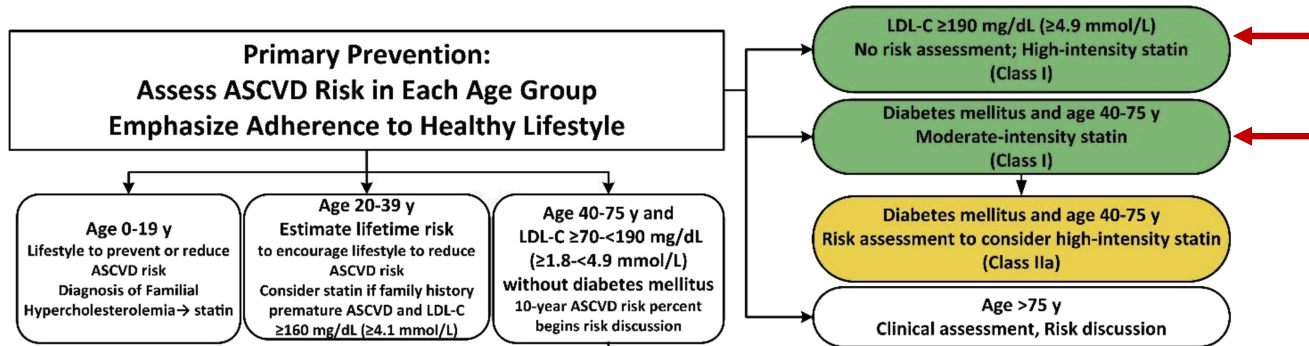 Primary Prevention:
Assess ASCVD Risk in Each Age Group
Emphasize Adherence to Healthy Lifestyle
Age 0-19 y
Lifestyle to prevent or reduce
ASCVD risk
Diagnosis of Familial
Hypercholesterolemia→ statin
Age 20-39 y
Estimate lifetime risk
to encourage lifestyle to reduce
ASCVD risk
Consider statin if family history
premature ASCVD and LDL-C
≥160 mg/dL (≥4.1 mmol/L)
Age 40-75 y and
LDL-C ≥70-<190 mg/dL
(≥1.8-<4.9 mmol/L)
without diabetes mellitus
10-year ASCVD risk percent
begins risk discussion
LDL-C ≥190 mg/dL (≥4.9 mmol/L)
No risk assessment; High-intensity statin
(Class I)
Diabetes mellitus and age 40-75 y
Moderate-intensity statin
(Class I)
Diabetes mellitus and age 40-75 y
Risk assessment to consider high-intensity statin
(Class IIa)
Age >75 y
Clinical assessment, Risk discussion